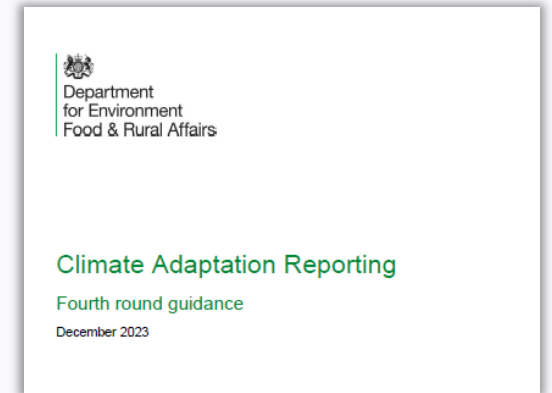 Department
for Environment
Food & Rural Affairs
Climate Adaptation Reporting
Fourth round guidance
December 2023